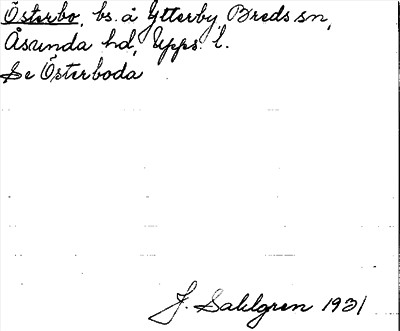 Österbo, bs. å Ytterby, Breds sn,
Åsunda hd, Upps. l.
Se Österboda
J. Sahlgren 1931